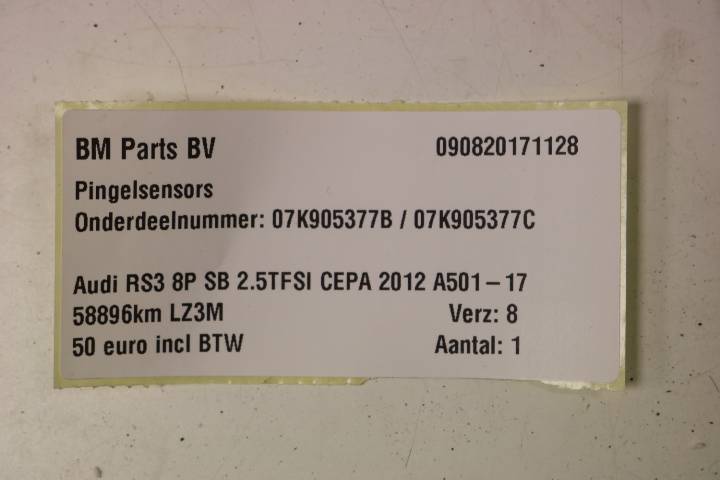 BM Parts BV 090820171128
Pingelsensors
Onderdeelnummer: 07K905377B / 07K905377C
Audi RS3 8P SB 2.5TFSI CEPA 2012 A501-17
58896km LZ3M Verz: 8
50 euro incl BTW Aantal: 1